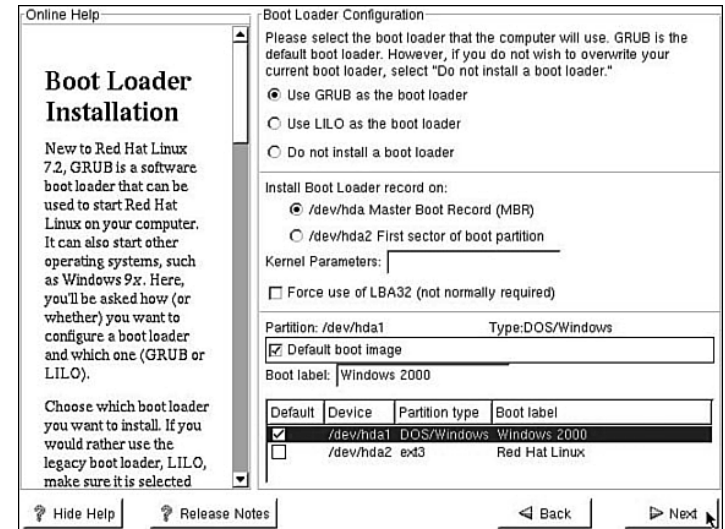 Online Help
Boot Loader
Installation
New to Red Hat Linux
7.2, GRUB is a software
boot loader that can be
used to start Red Hat
Linux on your computer.
It can also start other
operating systems, such
as Windows 9x. Here,
you'll be asked how (or
whether) you want to
configure a boot loader
and which one (GRUB or
LILO).
Choose which boot loader
you want to install. If you
would rather use the
legacy boot loader, LILO,
make sure it is selected
Boot Loader Configuration
Please select the boot loader that the computer will use. GRUB is the
default boot loader. However, if you do not wish to overwrite your
current boot loader, select "Do not install a boot loader."
Use GRUB as the boot loader
Use LILO as the boot loader
Do not install a boot loader
Install Boot Loader record on:
/dev/hda Master Boot Record (MBR)
/dev/hda2 First sector of boot partition
Kernel Parameters:
Force use of LBA32 (not normally required)
Partition: /dev/hda1 Type:DOS/Windows
Default boot image
Boot label: Windows 2000
Default Device Partition type Boot label
/dev/hda1 DOS/Windows Windows 2000
/dev/hda2 ext3 Red Hat Linux
Hide Help Release Notes Back Next